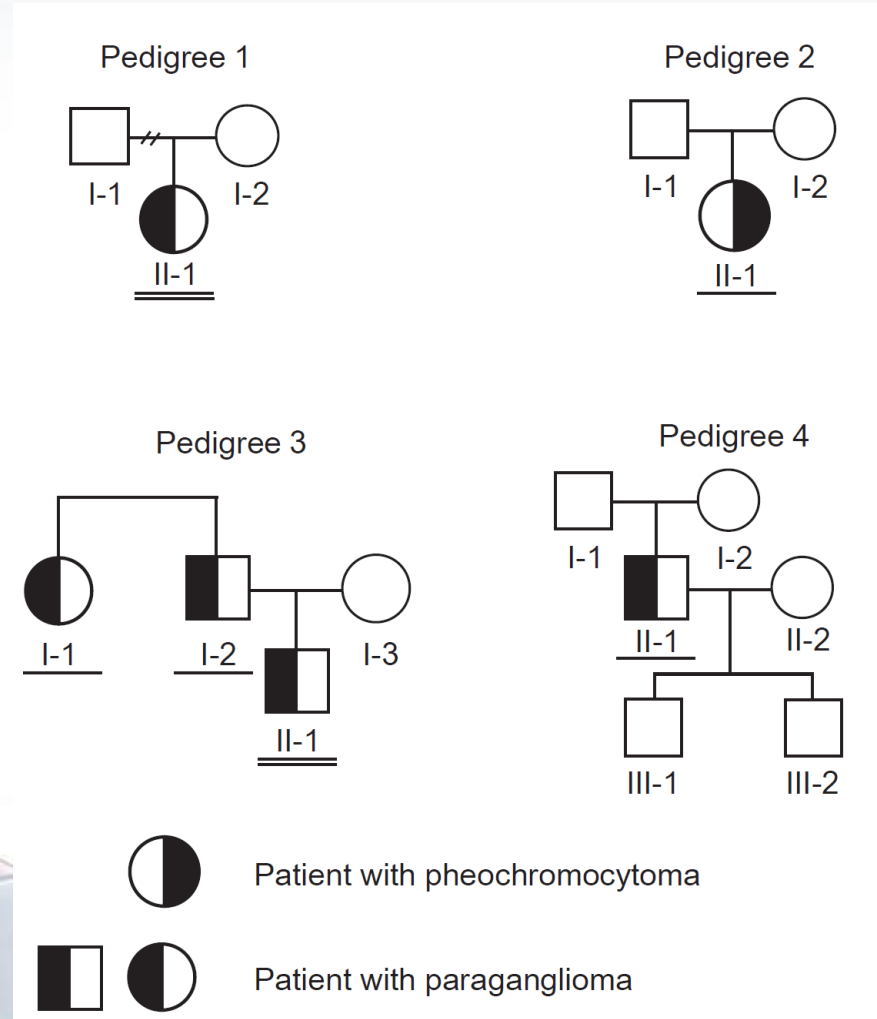 Pedigree 1
Pedigree 2
I-1
I-2
II-1
I-1
I-2
II-1
Pedigree 3
Pedigree 4
I-1
I-2
I-3
II-1
I-1
I-2
II-1
II-2
III-1
III-2
Patient with pheochromocytoma
Patient with paraganglioma